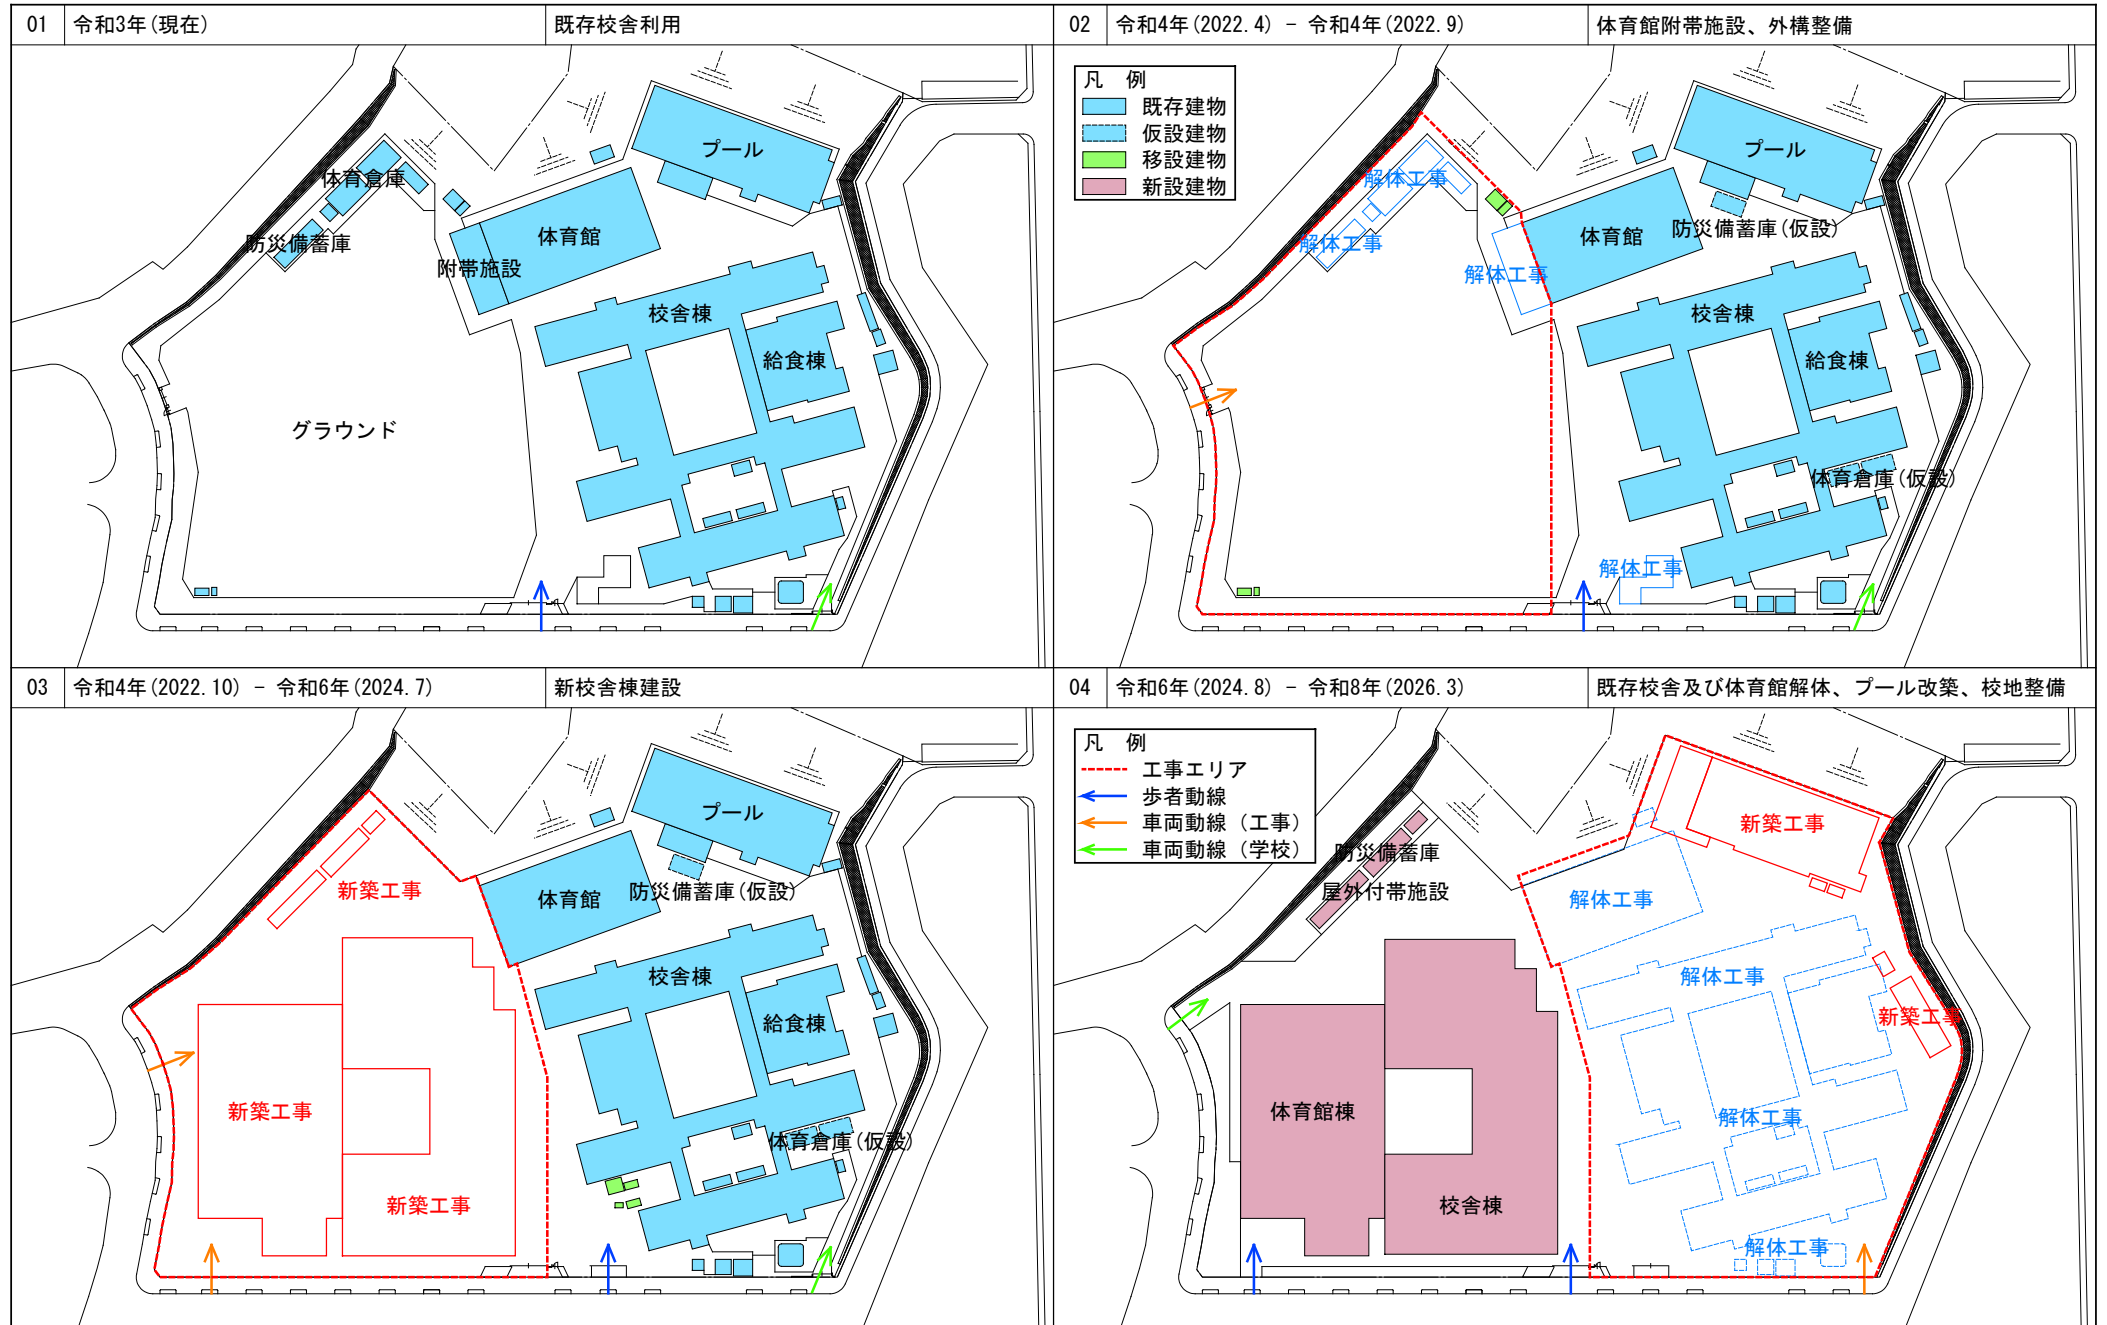 01 令和3年(現在) 既存校舎利用
体育倉庫
プール
防災備蓄庫
附帯施設
体育館
校舎棟
給食棟
グラウンド
02 令和4年(2022.4) - 令和4年(2022.9) 体育館附帯施設、外構整備
凡 例
既存建物
仮設建物
移設建物
新設建物
解体工事
プール
解体工事
解体工事
体育館
防災備蓄庫(仮設)
校舎棟
給食棟
体育倉庫(仮設)
解体工事
03 令和4年(2022.10) - 令和6年(2024.7) 新校舎棟建設
プール
新築工事
体育館
防災備蓄庫(仮設)
校舎棟
給食棟
新築工事
体育倉庫(仮設)
新築工事
04 令和6年(2024.8) - 令和8年(2026.3) 既存校舎及び体育館解体、プール改築、校地整備
凡 例
工事エリア
歩者動線
車両動線（工事）
車両動線（学校）
新築工事
防災備蓄庫
屋外付帯施設
解体工事
解体工事
新築工事
体育館棟
解体工事
校舎棟
解体工事